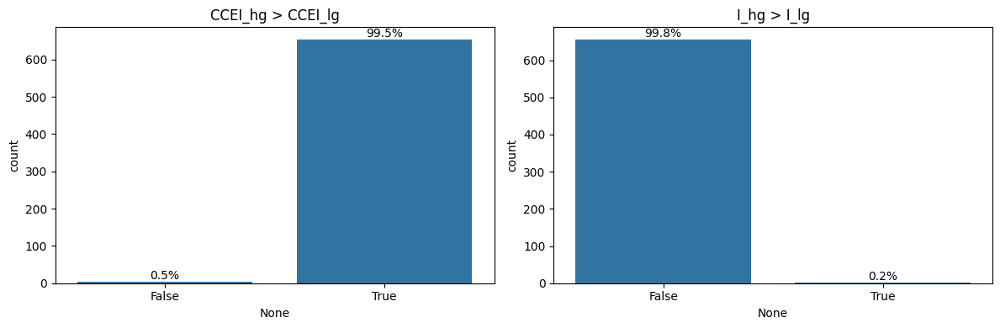 CCEI_hg > CCEI_lg
99.5%
600
500
400
300
200
100
0
count
0.5%
False
True
None
I_hg > I_lg
99.8%
600
500
400
300
200
100
0
count
0.2%
False
True
None